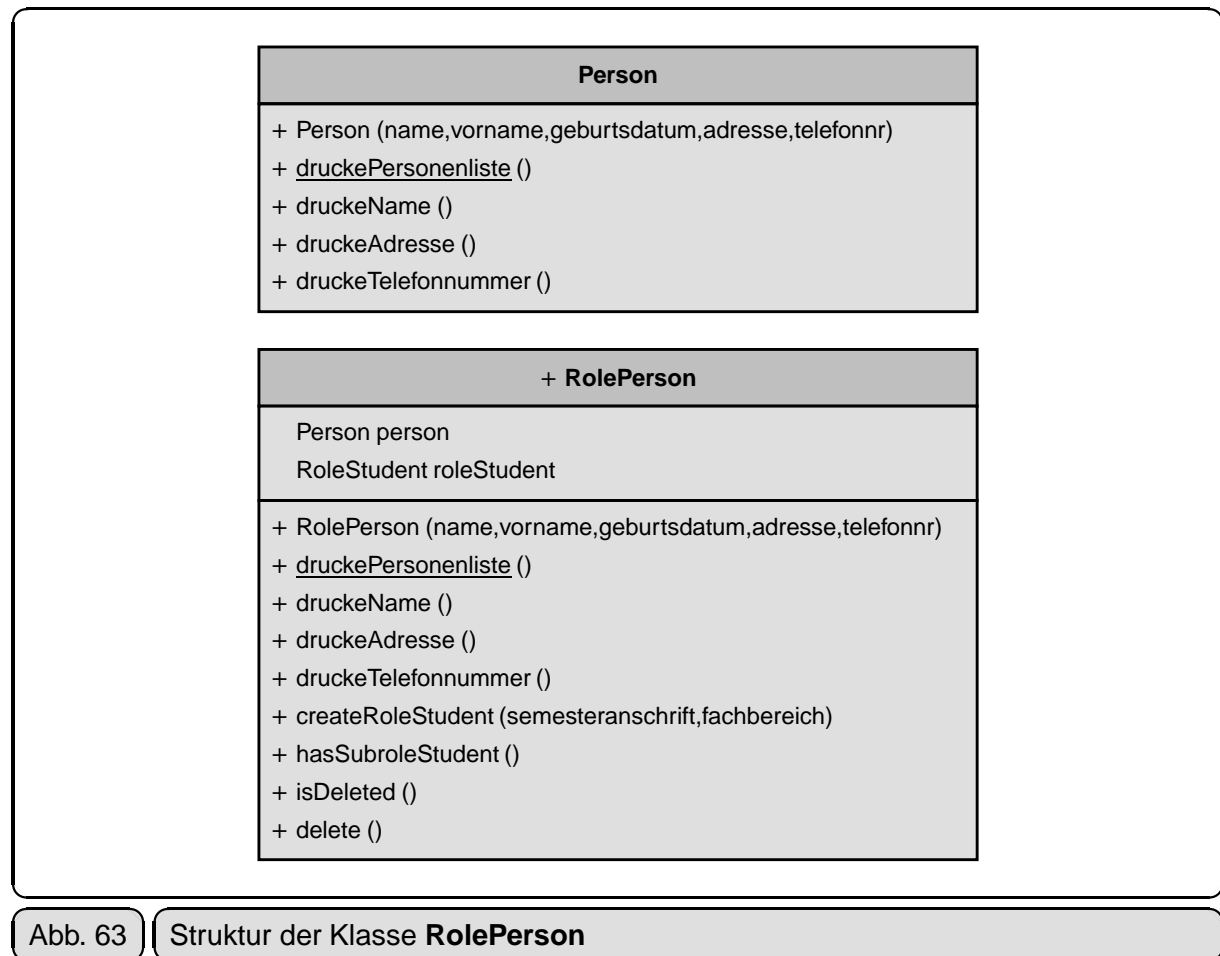 Person
+ Person (name,vorname,geburtsdatum,adresse,telefonnr)
+ druckePersonenliste ()
+ druckeName ()
+ druckeAdresse ()
+ druckeTelefonnummer ()
+ RolePerson
Person person
RoleStudent roleStudent
+ RolePerson (name,vorname,geburtsdatum,adresse,telefonnr)
+ druckePersonenliste ()
+ druckeName ()
+ druckeAdresse ()
+ druckeTelefonnummer ()
+ createRoleStudent (semesteranschrift,fachbereich)
+ hasSubroleStudent ()
+ isDeleted ()
+ delete ()
Abb. 63 Struktur der Klasse RolePerson